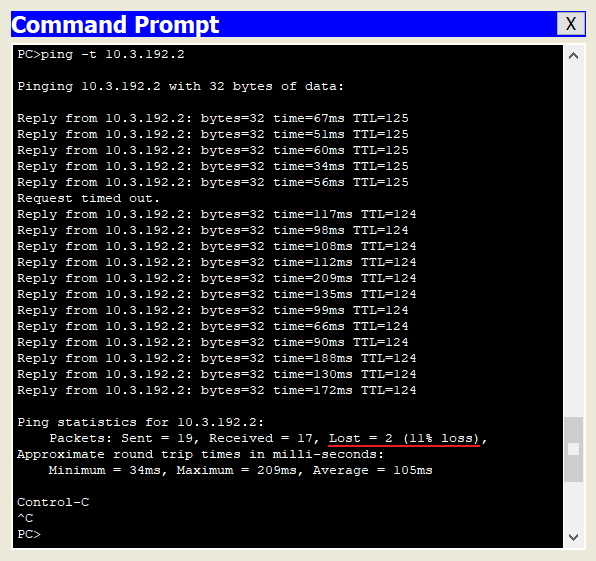 Command Prompt
X
PC>ping -t 10.3.192.2
Pinging 10.3.192.2 with 32 bytes of data:
Reply from 10.3.192.2: bytes=32 time=67ms TTL=125
Reply from 10.3.192.2: bytes=32 time=51ms TTL=125
Reply from 10.3.192.2: bytes=32 time=60ms TTL=125
Reply from 10.3.192.2: bytes=32 time=34ms TTL=125
Reply from 10.3.192.2: bytes=32 time=56ms TTL=125
Request timed out.
Reply from 10.3.192.2: bytes=32 time=117ms TTL=124
Reply from 10.3.192.2: bytes=32 time=98ms TTL=124
Reply from 10.3.192.2: bytes=32 time=108ms TTL=124
Reply from 10.3.192.2: bytes=32 time=112ms TTL=124
Reply from 10.3.192.2: bytes=32 time=209ms TTL=124
Reply from 10.3.192.2: bytes=32 time=135ms TTL=124
Reply from 10.3.192.2: bytes=32 time=99ms TTL=124
Reply from 10.3.192.2: bytes=32 time=66ms TTL=124
Reply from 10.3.192.2: bytes=32 time=90ms TTL=124
Reply from 10.3.192.2: bytes=32 time=188ms TTL=124
Reply from 10.3.192.2: bytes=32 time=130ms TTL=124
Reply from 10.3.192.2: bytes=32 time=172ms TTL=124
Ping statistics for 10.3.192.2:
Packets: Sent = 19, Received = 17, Lost = 2 (11% loss),
Approximate round trip times in milli-seconds:
Minimum = 34ms, Maximum = 209ms, Average = 105ms
Control-C
^C
PC>